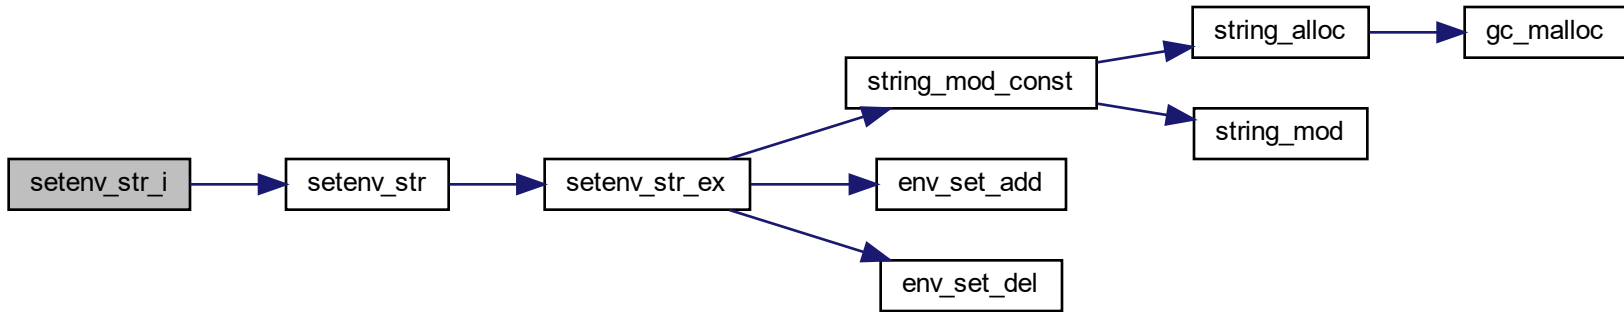 setenv_str_i
setenv_str
setenv_str_ex
string_mod_const
env_set_add
env_set_del
string_alloc
string_mod
gc_malloc